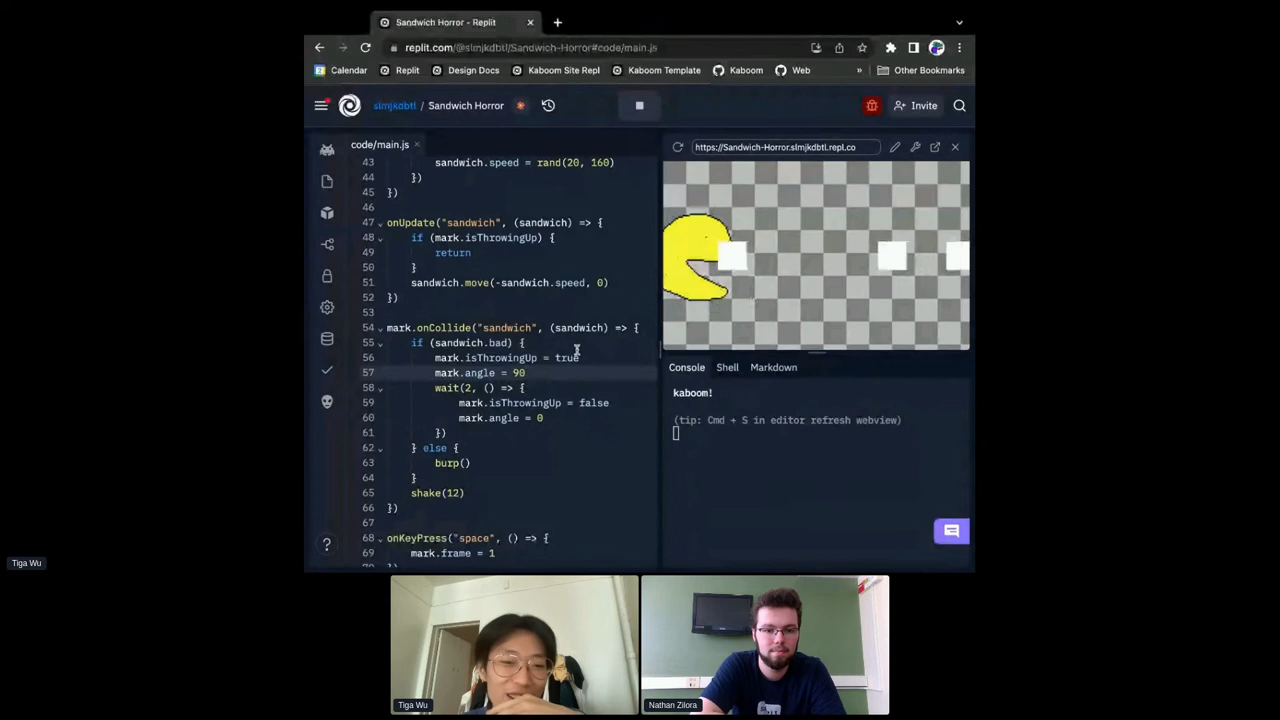 Sandwich Horror - Replit
replit.com/@slmjkdbtl/Sandwich-Horror#code/main.js
Calendar Replit Design Docs Kaboom Site Repl Kaboom Template Kaboom Web » Other Bookmarks
slmjkdbtl / Sandwich Horror Invite
code/main.js
https://Sandwich-Horror.slmjkdbtl.repl.co
43 sandwich.speed = rand(20, 160)
44 })
45 })
46
47 onUpdate("sandwich", (sandwich) => {
48 if (mark.isThrowingUp) {
49 return
50 }
51 sandwich.move(-sandwich.speed, 0)
52 })
53
54 mark.onCollide("sandwich", (sandwich) => {
55 if (sandwich.bad) {
56 mark.isThrowingUp = true
57 mark.angle = 90
58 wait(2, () => {
59 mark.isThrowingUp = false
60 mark.angle = 0
61 })
62 } else {
63 burp()
64 }
65 shake(12)
66 })
67
68 onKeyPress("space", () => {
69 mark.frame = 1
Console Shell Markdown
kaboom!
(tip: Cmd + S in editor refresh webview)
?
Tiga Wu
Tiga Wu
Nathan Zilora